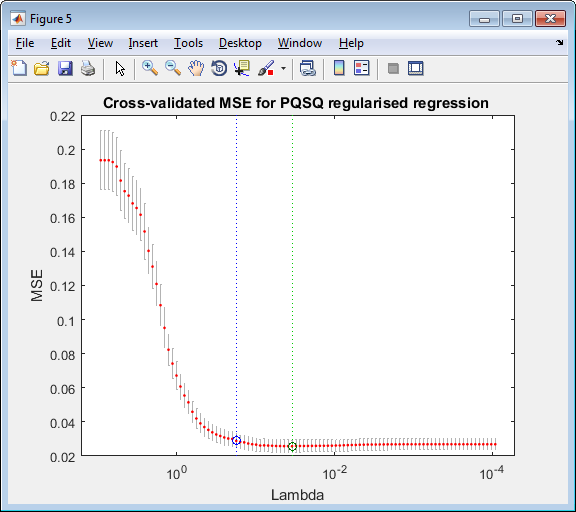 Figure 5
File Edit View Insert Tools Desktop Window Help
Cross-validated MSE for PQSQ regularised regression
0.22
0.2
0.18
0.16
0.14
0.12
0.1
0.08
0.06
0.04
0.02
MSE
10^0 10^-2 10^-4
Lambda